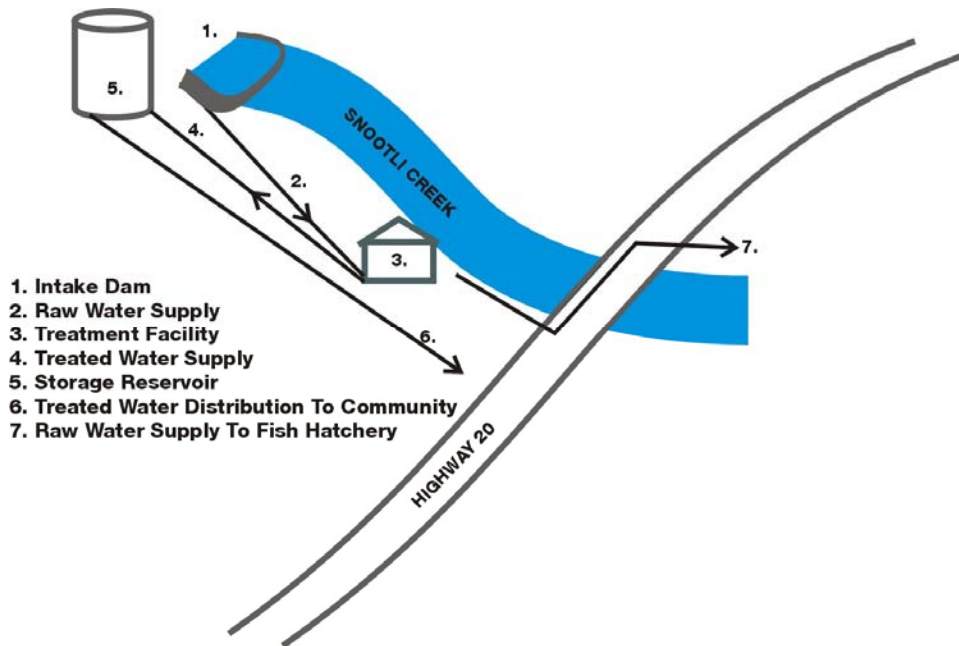 1.
5.
4.
SNOOTLI CREEK
2.
3.
7.
6.
1. Intake Dam
2. Raw Water Supply
3. Treatment Facility
4. Treated Water Supply
5. Storage Reservoir
6. Treated Water Distribution To Community
7. Raw Water Supply To Fish Hatchery
HIGHWAY 20